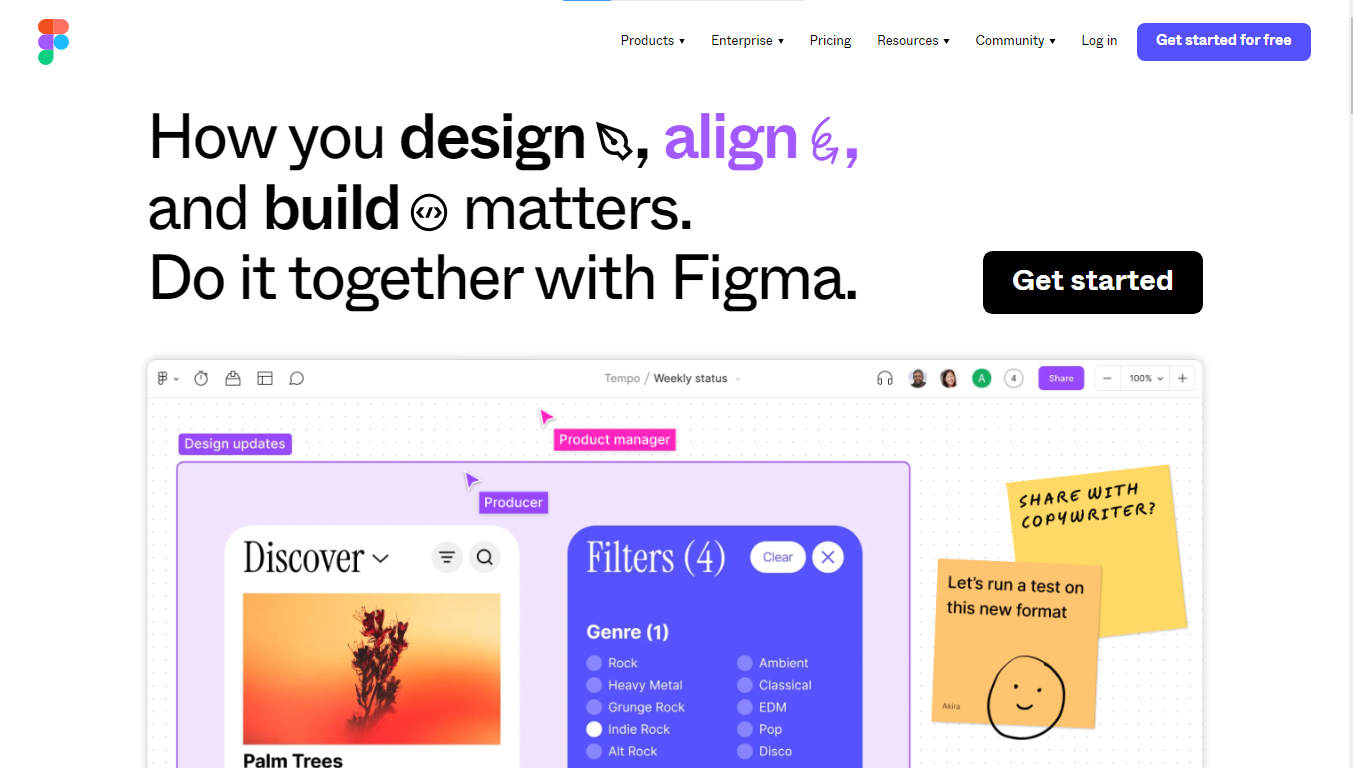 Products
Enterprise
Pricing
Resources
Community
Log in
Get started for free
How you design, align,
and build matters.
Do it together with Figma.
Get started
Tempo / Weekly status
A
4
Share
100%
Design updates
Product manager
Producer
Discover
Palm Trees
Filters (4)
Clear
Genre (1)
Rock
Ambient
Heavy Metal
Classical
Grunge Rock
EDM
Indie Rock
Pop
Alt Rock
Disco
SHARE WITH
COPYWRITER?
Let's run a test on
this new format
Akira